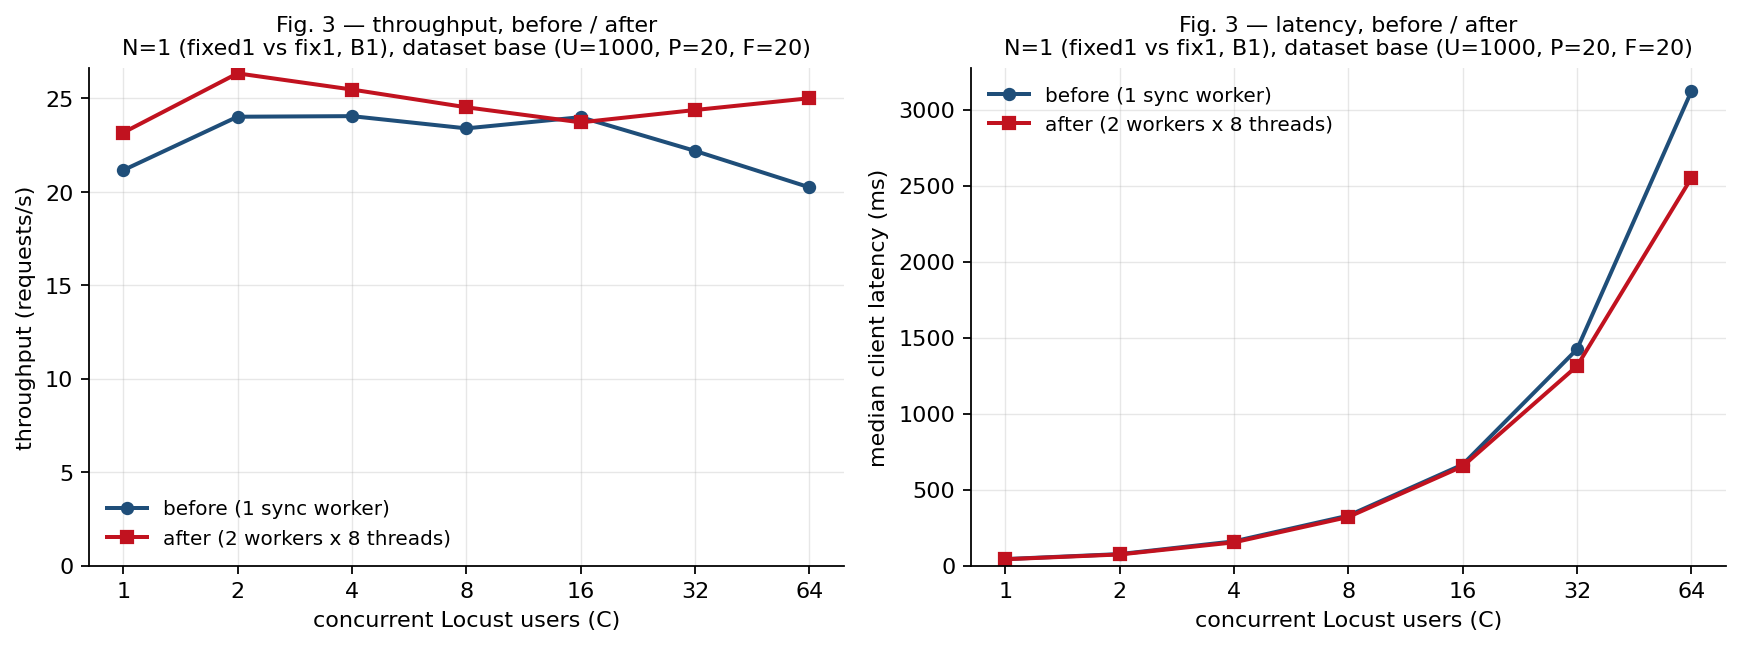 Fig. 3 — throughput, before / after
N=1 (fixed1 vs fix1, B1), dataset base (U=1000, P=20, F=20)
throughput (requests/s)
25
20
15
10
5
0
before (1 sync worker)
after (2 workers x 8 threads)
1 2 4 8 16 32 64
concurrent Locust users (C)
Fig. 3 — latency, before / after
N=1 (fixed1 vs fix1, B1), dataset base (U=1000, P=20, F=20)
median client latency (ms)
before (1 sync worker)
after (2 workers x 8 threads)
3000
2500
2000
1500
1000
500
0
1 2 4 8 16 32 64
concurrent Locust users (C)